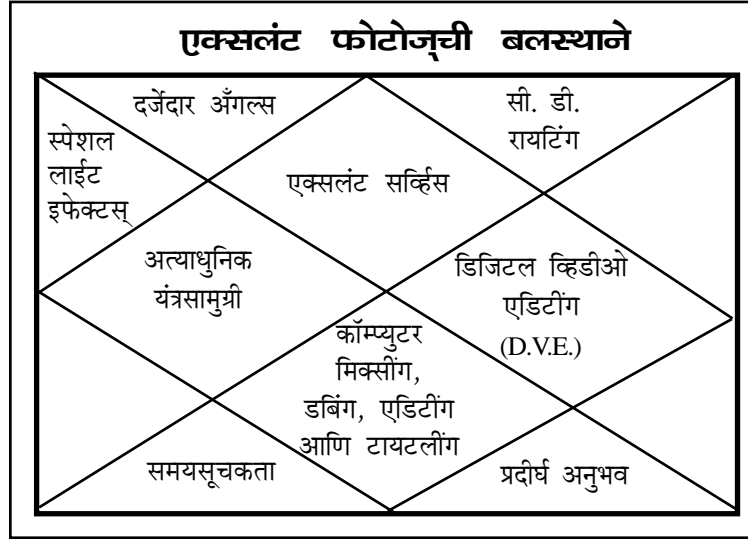 एक्सलंट फोटोज्ची बलस्थाने
दर्जेदार अँगल्स
सी. डी.
रायटिंग
स्पेशल
लाईट
इफेक्टस्
एक्सलंट सर्व्हिस
अत्याधुनिक
यंत्रसामुग्री
डिजिटल व्हिडीओ
एडिटींग
(D.V.E.)
कॉम्प्युटर
मिक्सींग,
डबिंग, एडिटींग
आणि टायटलींग
समयसूचकता
प्रदीर्घ अनुभव